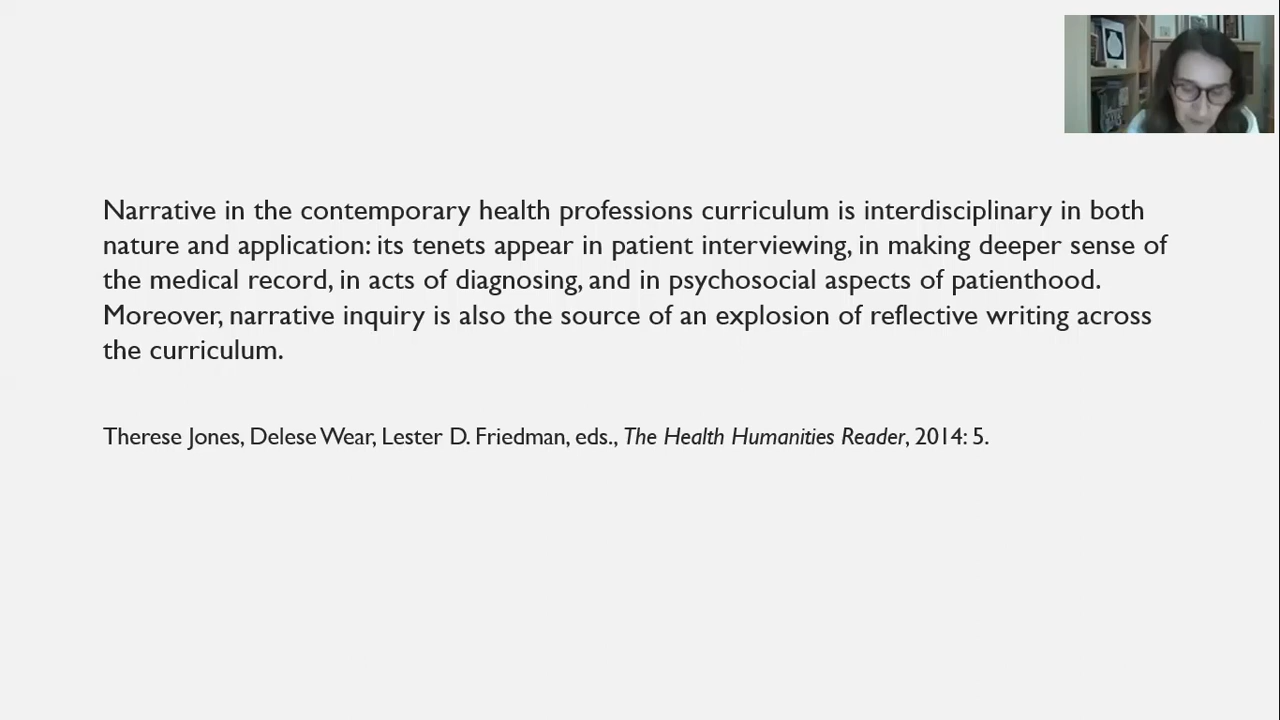 Narrative in the contemporary health professions curriculum is interdisciplinary in both
nature and application: its tenets appear in patient interviewing, in making deeper sense of
the medical record, in acts of diagnosing, and in psychosocial aspects of patienthood.
Moreover, narrative inquiry is also the source of an explosion of reflective writing across
the curriculum.
Therese Jones, Delese Wear, Lester D. Friedman, eds., The Health Humanities Reader, 2014: 5.